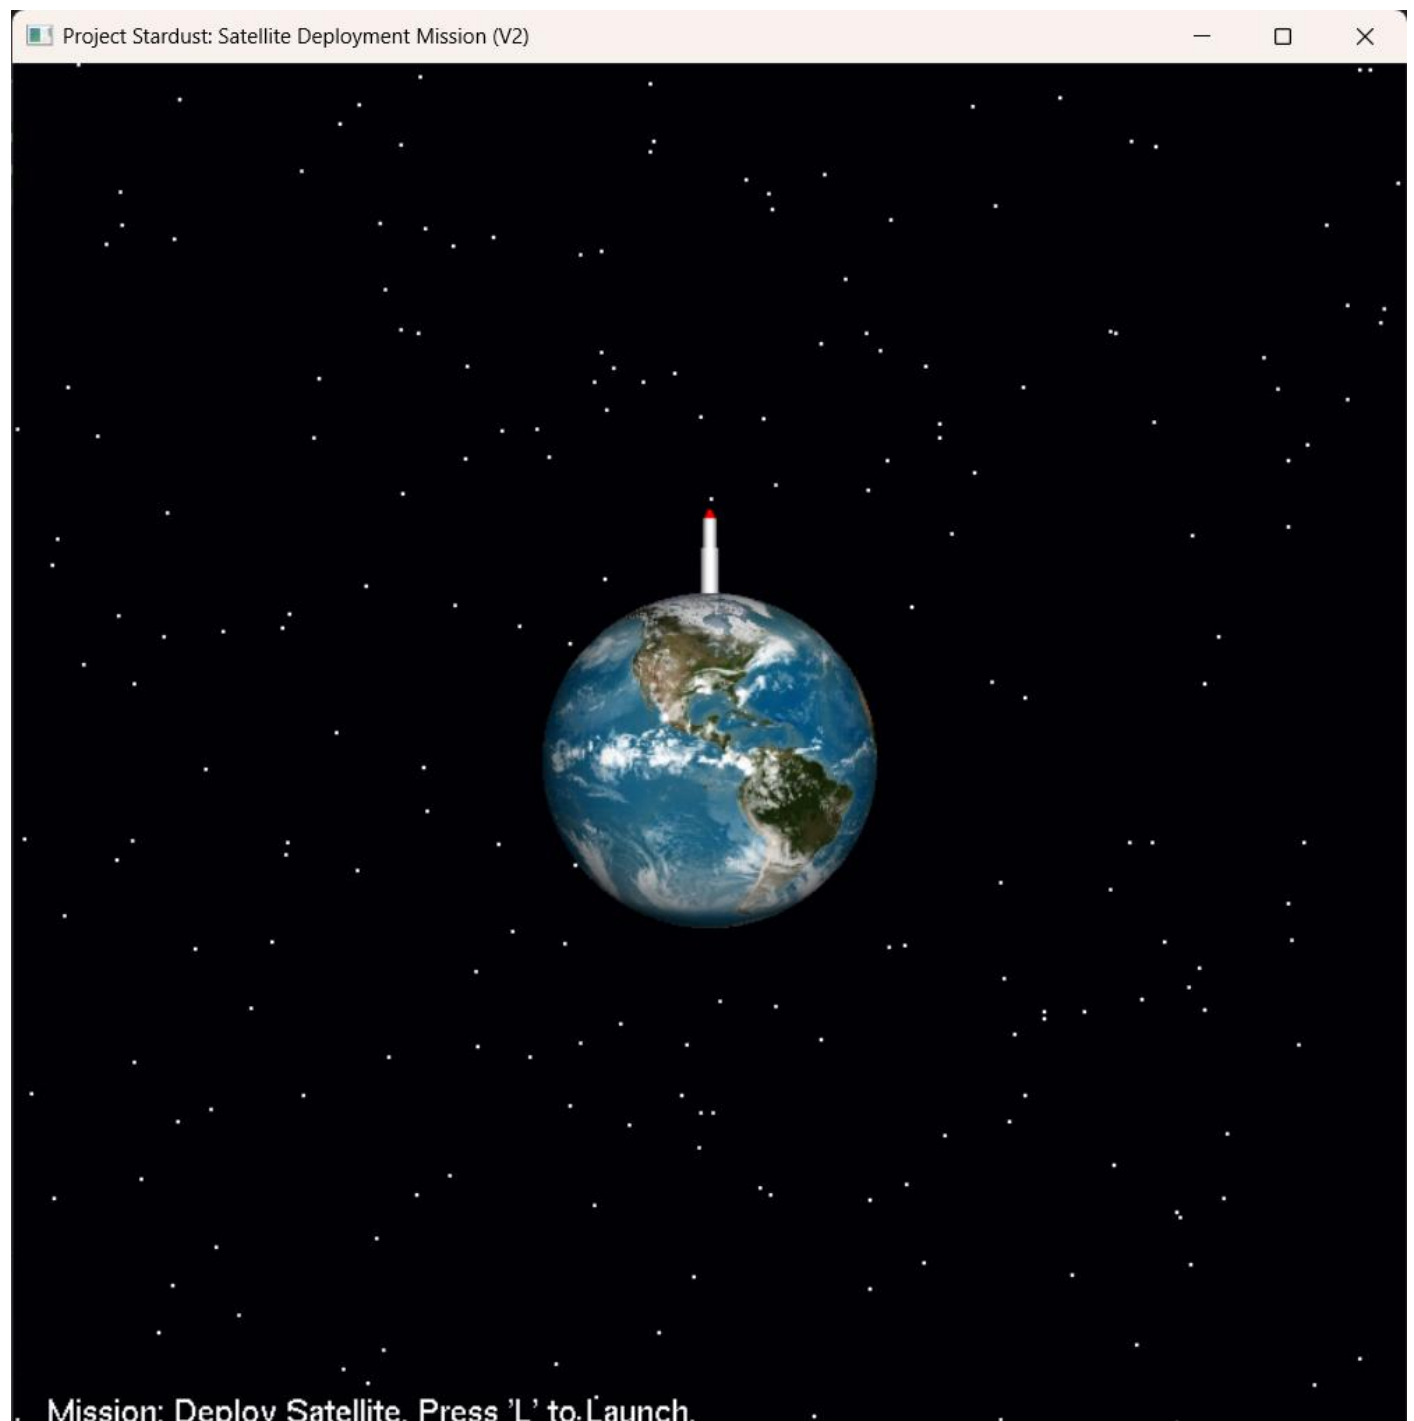 Project Stardust: Satellite Deployment Mission (V2)
Mission: Deploy Satellite. Press 'L' to Launch.